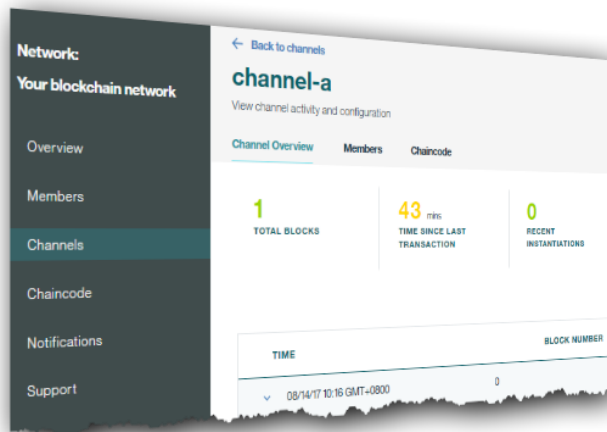 Network:
Your blockchain network
Overview
Members
Channels
Chaincode
Notifications
Support
← Back to channels
channel-a
View channel activity and configuration
Channel Overview
Members
Chaincode
1
TOTAL BLOCKS
43 mins
TIME SINCE LAST
TRANSACTION
0
RECENT
INSTANTIATIONS
TIME
BLOCK NUMBER
08/14/17 10:16 GMT+0800
0